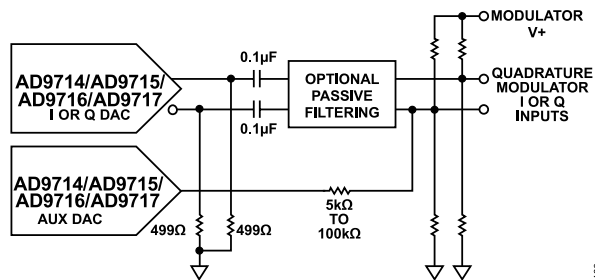 MODULATOR
V+
0.1µF
AD9714/AD9715/
AD9716/AD9717
I OR Q DAC
OPTIONAL
PASSIVE
FILTERING
QUADRATURE
MODULATOR
I OR Q
INPUTS
0.1µF
AD9714/AD9715/
AD9716/AD9717
AUX DAC
5kΩ
TO
100kΩ
499Ω
499Ω